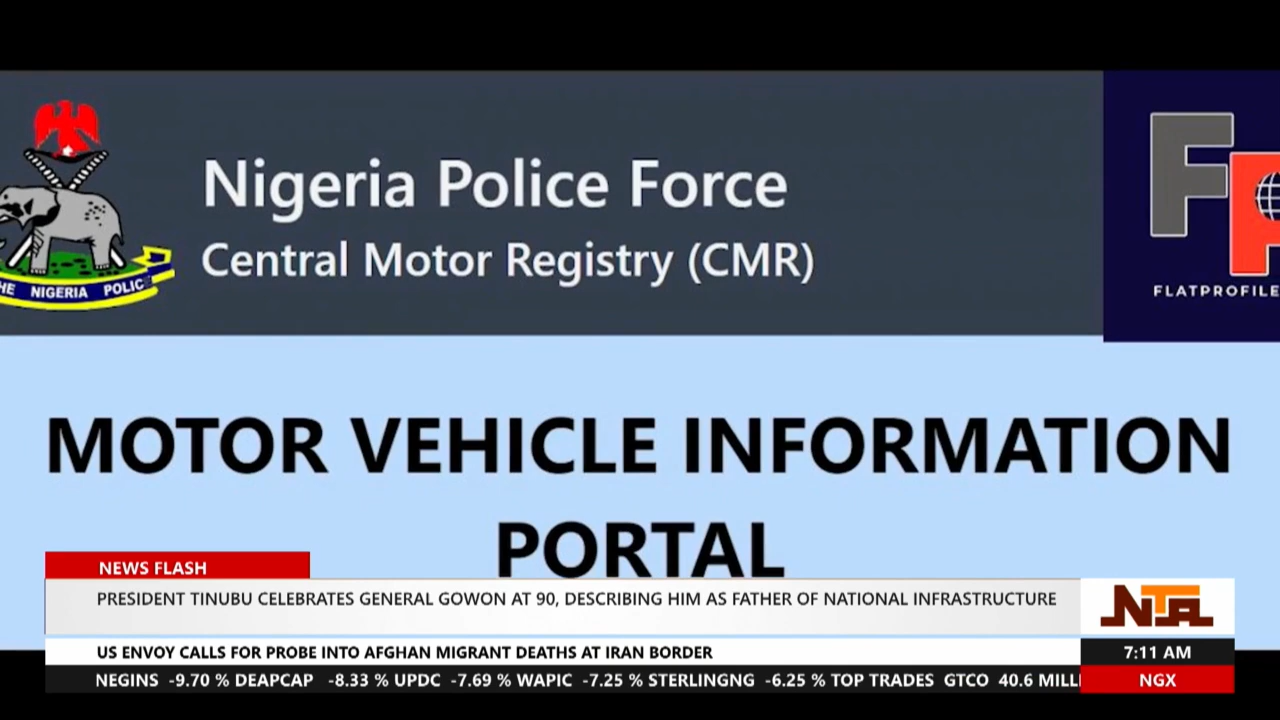 Nigeria Police Force
Central Motor Registry (CMR)
THE NIGERIA POLIC
FP
FLATPROFILE
MOTOR VEHICLE INFORMATION
PORTAL
NEWS FLASH
PRESIDENT TINUBU CELEBRATES GENERAL GOWON AT 90, DESCRIBING HIM AS FATHER OF NATIONAL INFRASTRUCTURE
NTA
US ENVOY CALLS FOR PROBE INTO AFGHAN MIGRANT DEATHS AT IRAN BORDER
7:11 AM
NEGINS -9.70 % DEAPCAP -8.33 % UPDC -7.69 % WAPIC -7.25 % STERLINGNG -6.25 % TOP TRADES GTCO 40.6 MILL
NGX